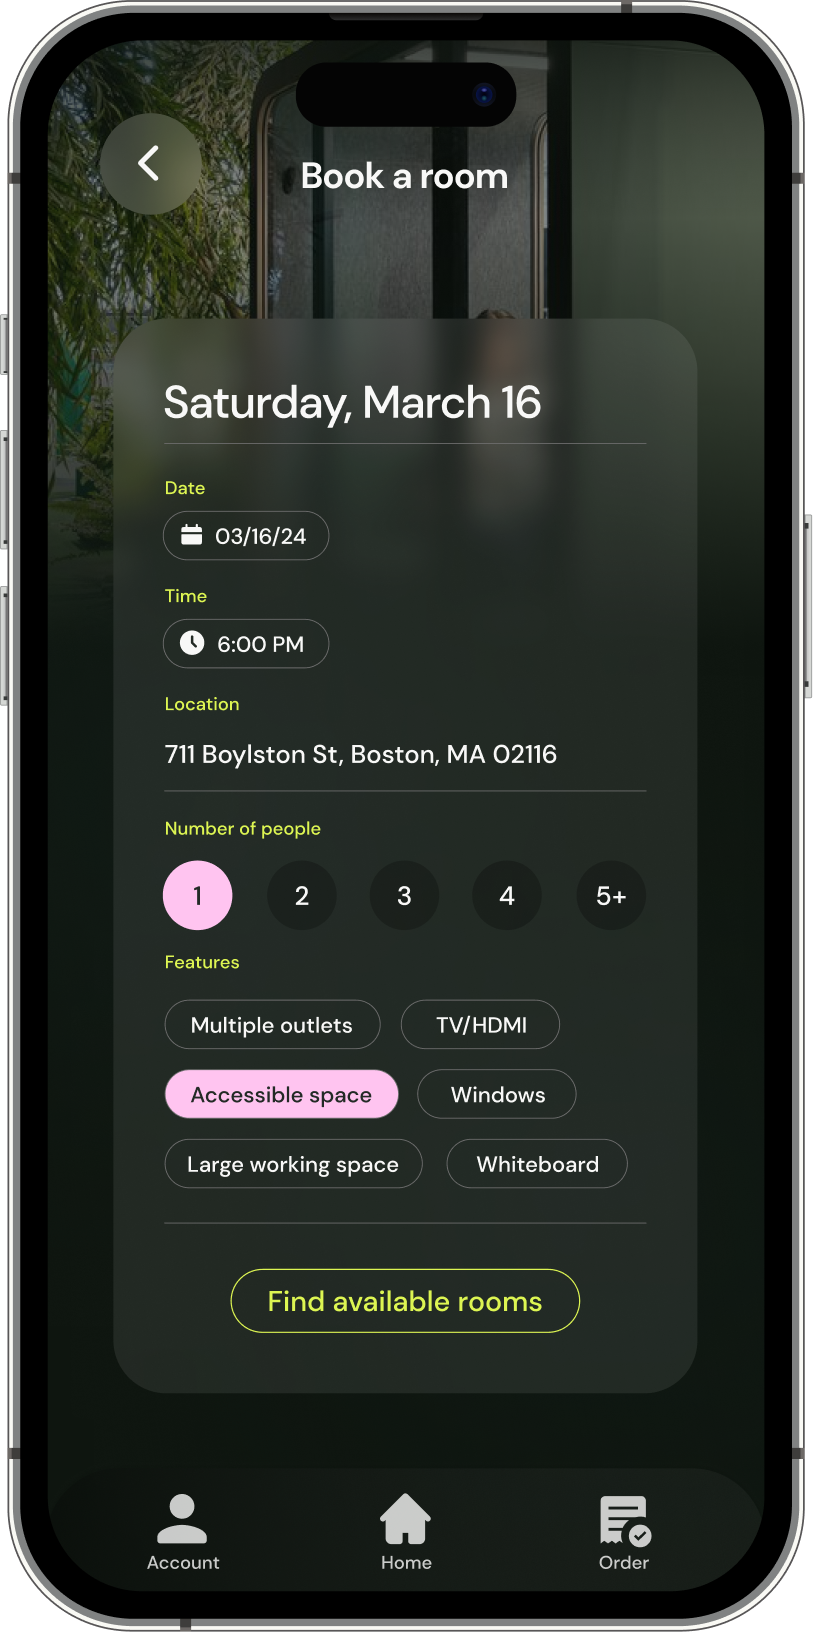 Book a room
Saturday, March 16
Date
03/16/24
Time
6:00 PM
Location
711 Boylston St, Boston, MA 02116
Number of people
1 2 3 4 5+
Features
Multiple outlets TV/HDMI
Accessible space Windows
Large working space Whiteboard
Find available rooms
Account Home Order